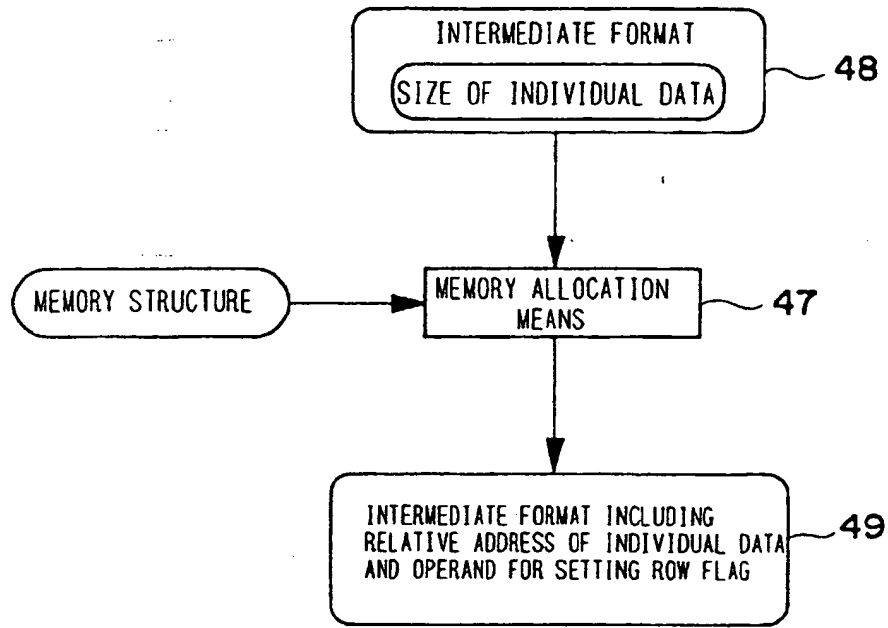 INTERMEDIATE FORMAT
SIZE OF INDIVIDUAL DATA
48
MEMORY STRUCTURE
MEMORY ALLOCATION
MEANS
47
INTERMEDIATE FORMAT INCLUDING
RELATIVE ADDRESS OF INDIVIDUAL DATA
AND OPERAND FOR SETTING ROW FLAG
49